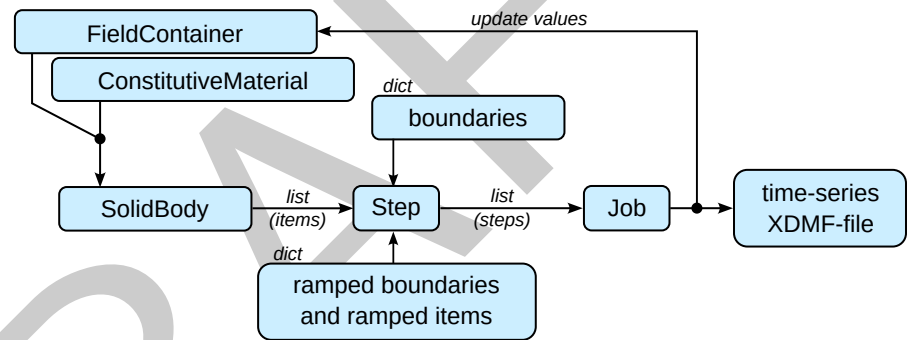 update values
FieldContainer
ConstitutiveMaterial
dict
boundaries
SolidBody
list
(items)
Step
list
(steps)
Job
time-series
XDMF-file
dict
ramped boundaries
and ramped items